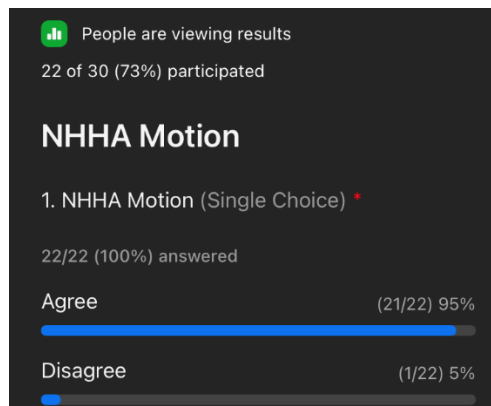 People are viewing results
22 of 30 (73%) participated
NHHA Motion
1. NHHA Motion (Single Choice) *
22/22 (100%) answered
Agree (21/22) 95%
Disagree (1/22) 5%